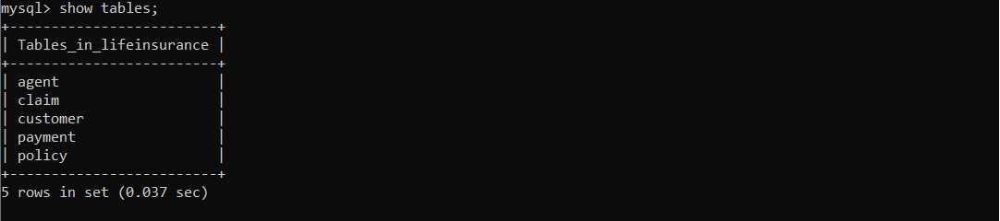 mysql> show tables;
+-------------------------+
| Tables_in_lifeinsurance |
+-------------------------+
| agent                   |
| claim                   |
| customer                |
| payment                 |
| policy                  |
+-------------------------+
5 rows in set (0.037 sec)